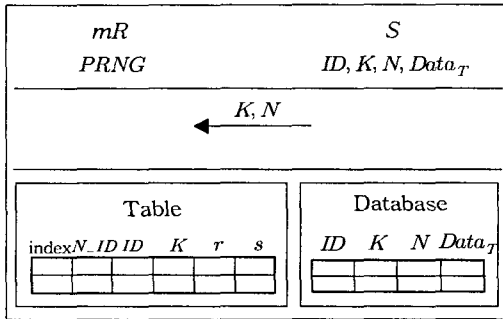 mR S
PRNG ID, K, N, Data_T
K, N
Table
index N_ID ID K r s
Database
ID K N Data_T